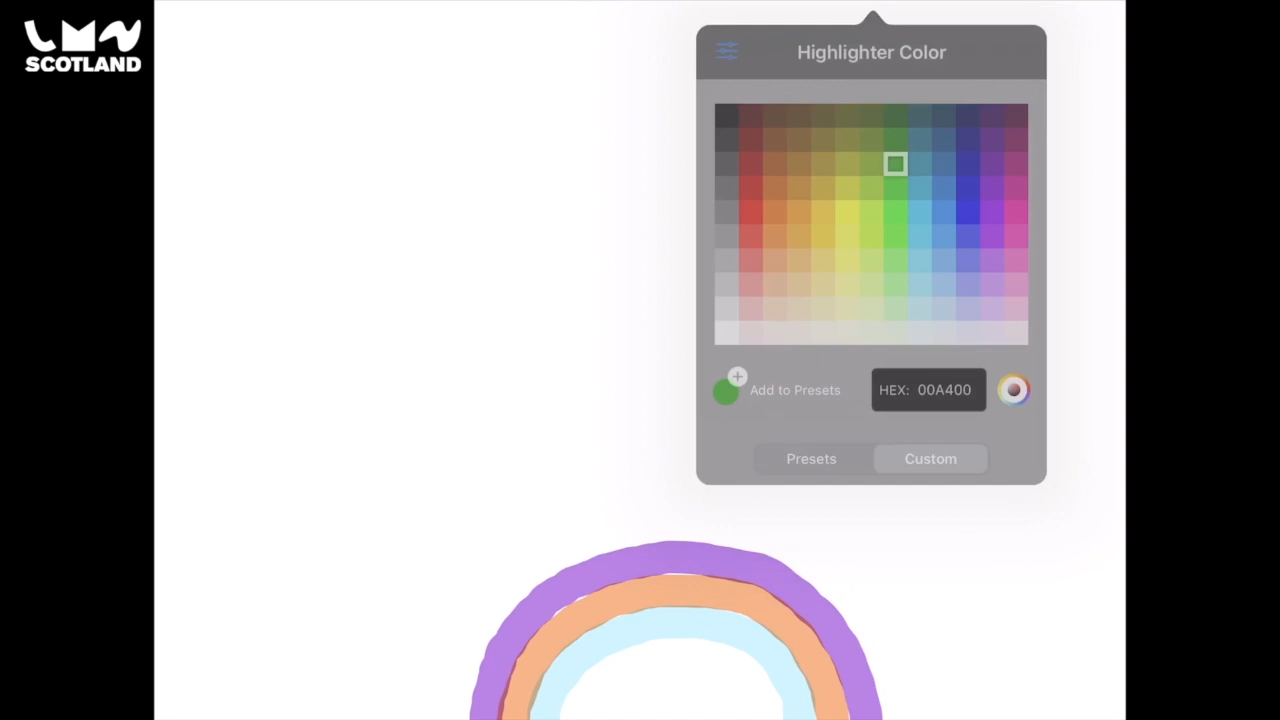 SCOTLAND
Highlighter Color
Add to Presets
HEX: 00A400
Presets
Custom